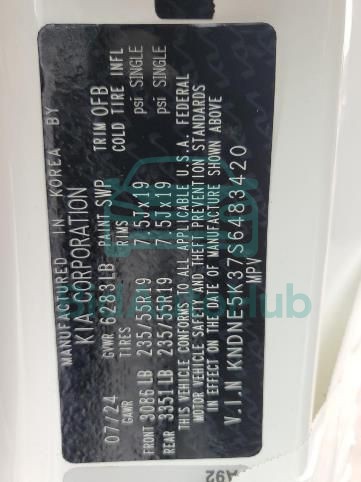 MANUFACTURED IN KOREA BY
KIA CORPORATION
07/24 GVWR 6283LB PAINT SWP TRIM OFB
GAWR TIRES RIMS COLD TIRE INFL
FRONT 3086LB 235/55R19 7.5Jx19 psi SINGLE
REAR 3351LB 235/55R19 7.5Jx19 psi SINGLE
THIS VEHICLE CONFORMS TO ALL APPLICABLE U.S.A. FEDERAL
MOTOR VEHICLE SAFETY AND THEFT PREVENTION STANDARDS
IN EFFECT ON THE DATE OF MANUFACTURE SHOWN ABOVE
V.I.N KNDNE5K37S6483420
MPV
A92